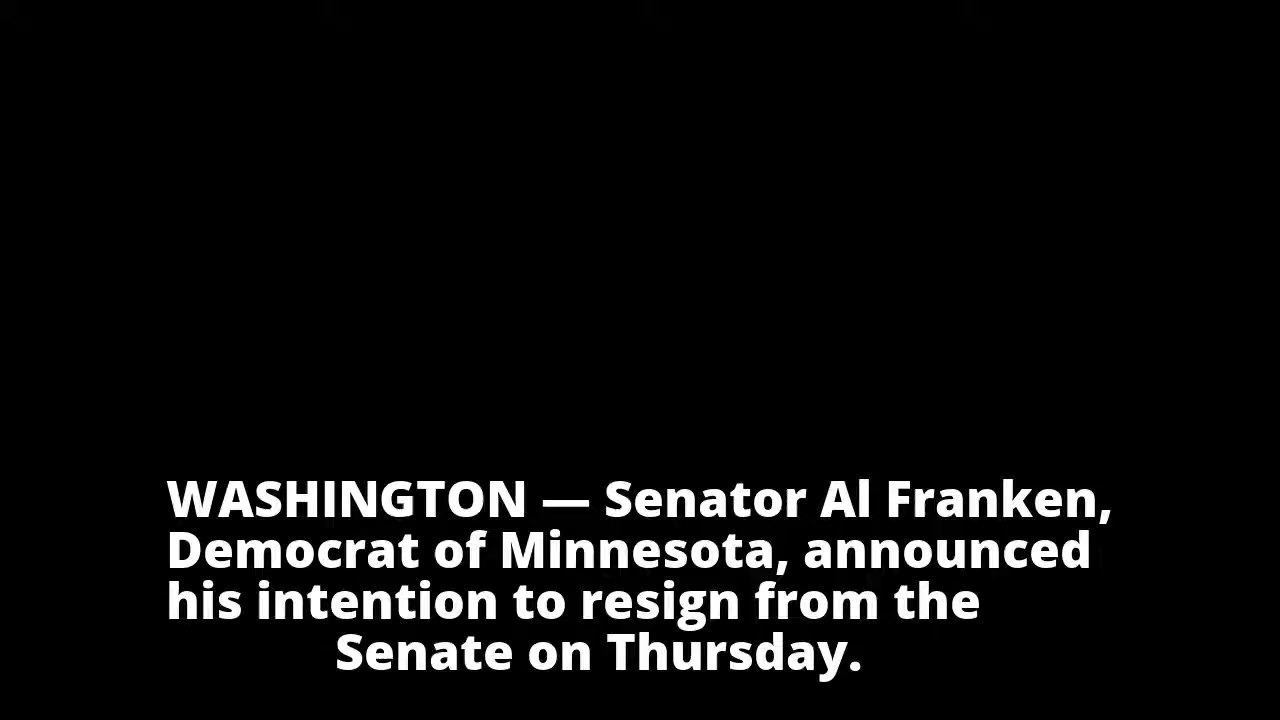 WASHINGTON — Senator Al Franken,
Democrat of Minnesota, announced
his intention to resign from the
Senate on Thursday.